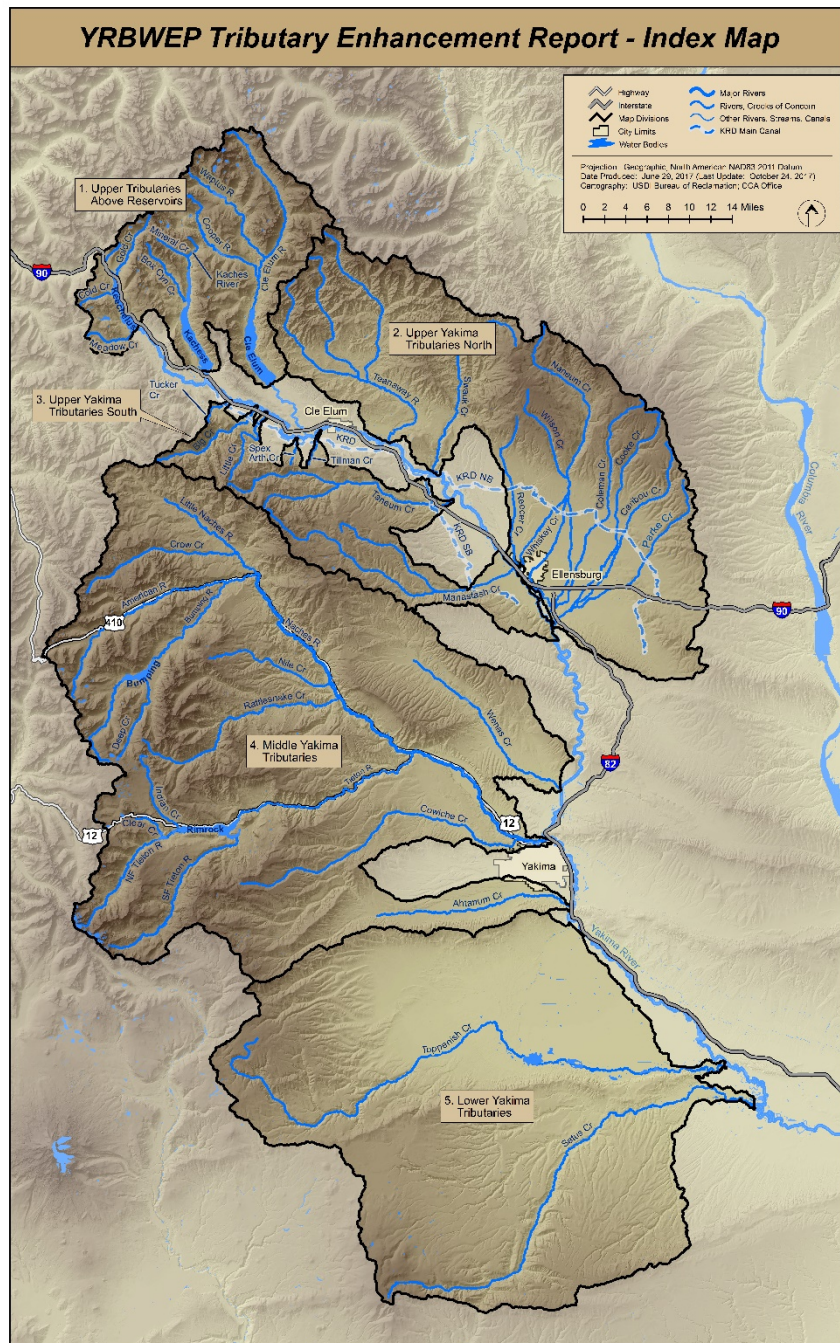 YRBWEP Tributary Enhancement Report - Index Map
Highway
Interstate
Map Divisions
City Limits
Water Bodies
Major Rivers
Rivers, Creeks of Concern
Other Rivers, Streams, Canals
KRD Main Canal
Projection: Geographic, North American NAD83 2011 Datum
Date Produced: June 29, 2017 (Last Update: October 24, 2017)
Cartography: USDI Bureau of Reclamation; CCA Office
0 2 4 6 8 10 12 14 Miles
1. Upper Tributaries
Above Reservoirs
Waptus R
Cooper R
Cle Elum R
Gold Cr
Mineral Cr
Box Cyn Cr
Kaches
River
90
Cold Cr
Keechelus
Meadow Cr
Kachess
Cle Elum
2. Upper Yakima
Tributaries North
Teanaway R
Swauk Cr
Naneum Cr
Wilson Cr
Cooke Cr
Coleman Cr
Caribou Cr
Parke Cr
Reecer Cr
Whiskey Cr
Columbia
River
Tucker
Cr
3. Upper Yakima
Tributaries South
Cle Elum
KRD
Big Cr
Little Cr
Spex
Arth Cr
Tillman Cr
KRD NB
KRD SB
Taneum Cr
Ellensburg
Manastash Cr
90
Little Naches R
Crow Cr
American R
410
Bumping R
Naches R
Bumping
Nile Cr
Rattlesnake Cr
Deep Cr
Wenas Cr
4. Middle Yakima
Tributaries
82
Indian Cr
Tieton R
12
Clear Cr
Rimrock
NF Tieton R
SF Tieton R
Cowiche Cr
12
Yakima
Ahtanum Cr
Yakima River
Toppenish Cr
5. Lower Yakima
Tributaries
Satus Cr